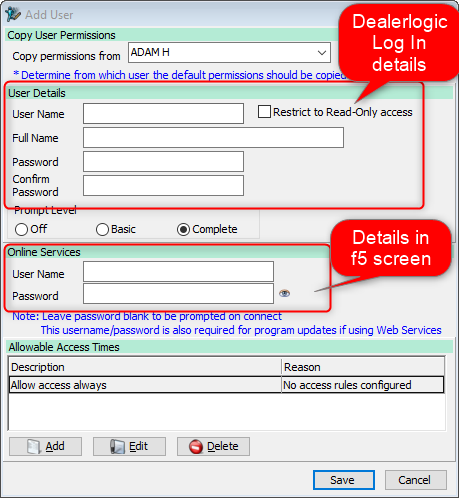 Add User
Copy User Permissions
Copy permissions from ADAM H
* Determine from which user the default permissions should be copied
Dealerlogic
Log In
details
User Details
User Name
Restrict to Read-Only access
Full Name
Password
Confirm
Password
Prompt Level
Off Basic Complete
Details in
f5 screen
Online Services
User Name
Password
Note: Leave password blank to be prompted on connect
This username/password is also required for program updates if using Web Services
Allowable Access Times
Description Reason
Allow access always No access rules configured
Add Edit Delete
Save Cancel